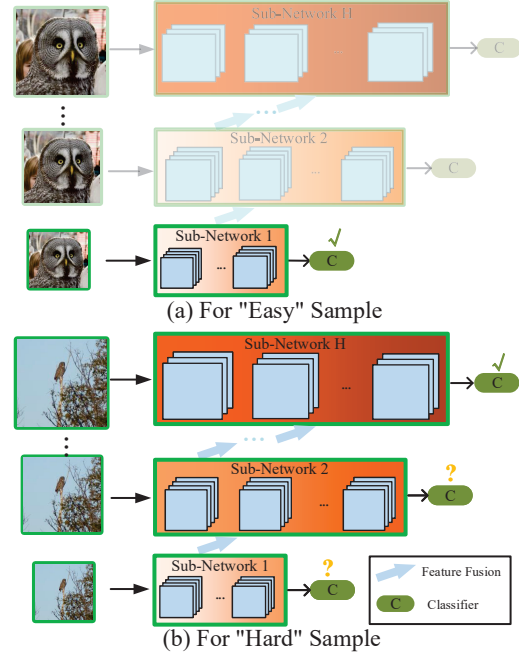 Sub-Network H
...
C
...
Sub-Network 2
...
C
Sub-Network 1
...
√
C
(a) For "Easy" Sample
Sub-Network H
...
√
C
...
Sub-Network 2
...
?
C
Sub-Network 1
...
?
C
Feature Fusion
C Classifier
(b) For "Hard" Sample